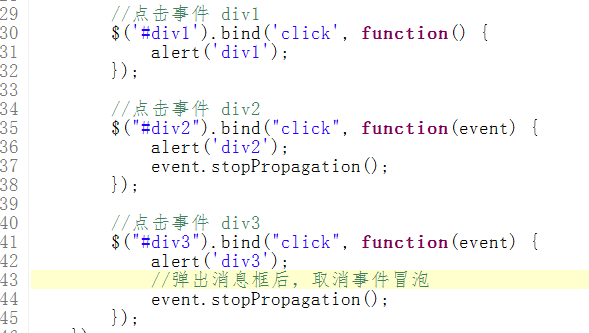 29 //点击事件 div1
30 $('#div1').bind('click', function() {
31 alert('div1');
32 });
33
34 //点击事件 div2
35 $("#div2").bind("click", function(event) {
36 alert('div2');
37 event.stopPropagation();
38 });
39
40 //点击事件 div3
41 $("#div3").bind("click", function(event) {
42 alert('div3');
43 //弹出消息框后，取消事件冒泡
44 event.stopPropagation();
45 });